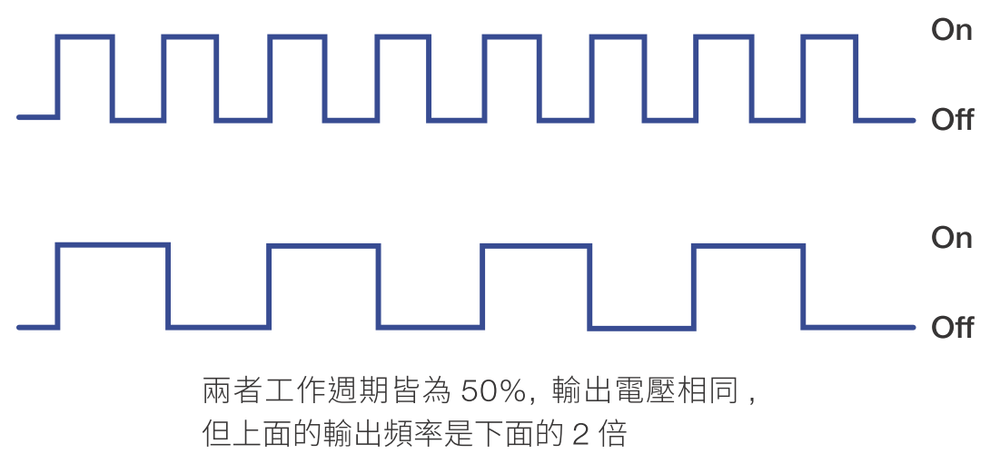 On
Off
On
Off
兩者工作週期皆為 50%, 輸出電壓相同 ,
但上面的輸出頻率是下面的 2 倍